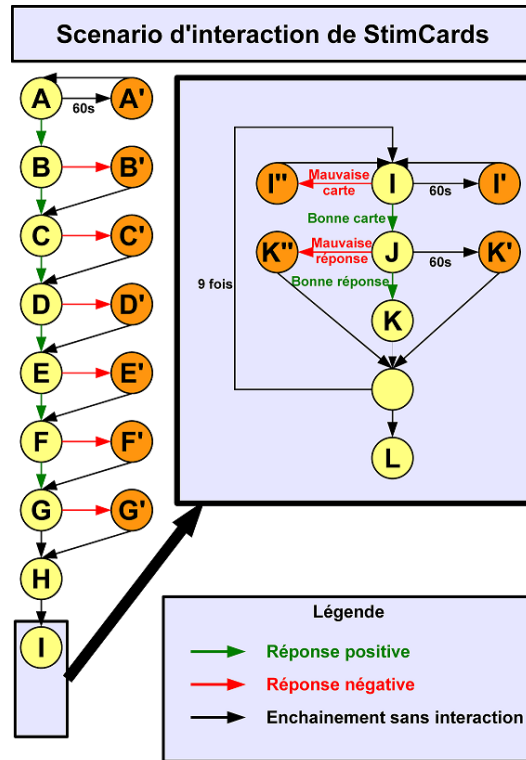 Scenario d'interaction de StimCards
A A'
60s
B B'
C C'
D D'
E E'
F F'
G G'
H
I
I'' Mauvaise carte I 60s I'
Bonne carte
K'' Mauvaise réponse J 60s K'
9 fois
Bonne réponse
K
L
Légende
Réponse positive
Réponse négative
Enchainement sans interaction